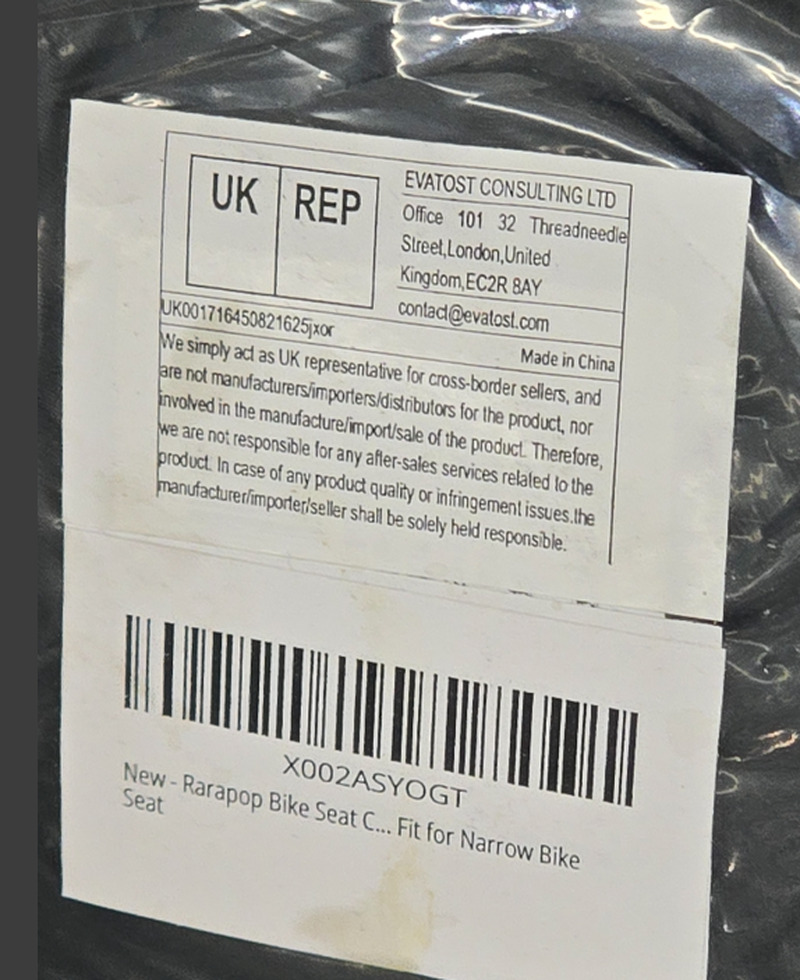 UK REP
EVATOST CONSULTING LTD
Office 101 32 Threadneedle
Street,London,United
Kingdom,EC2R 8AY
contact@evatost.com
UK001716450821625jxor
Made in China
We simply act as UK representative for cross-border sellers, and
are not manufacturers/importers/distributors for the product, nor
involved in the manufacture/import/sale of the product. Therefore,
we are not responsible for any after-sales services related to the
product. In case of any product quality or infringement issues.the
manufacturer/importer/seller shall be solely held responsible.
X002ASYOGT
New - Rarapop Bike Seat C... Fit for Narrow Bike
Seat